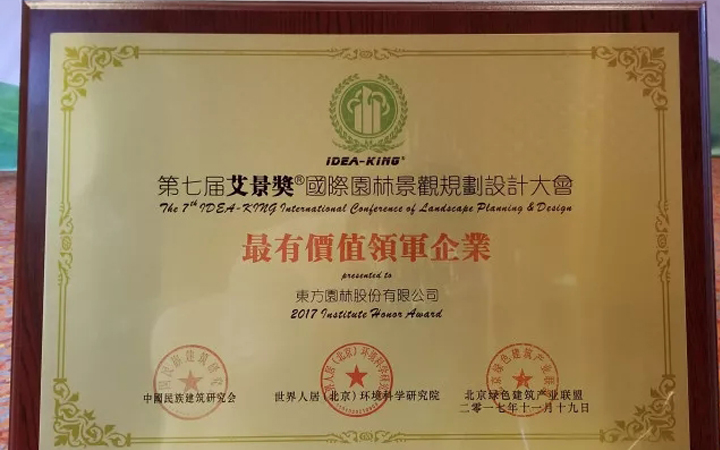 IDEA-KING®
第七届艾景奖®國際園林景觀規劃設計大會
The 7th IDEA-KING International Conference of Landscape Planning & Design
最有價值領軍企業
presented to
東方園林股份有限公司
2017 Institute Honor Award
中國民族建筑研究会
世界人居(北京)环境科学研究院
北京绿色建筑产业联盟
二零一七年十一月十九日